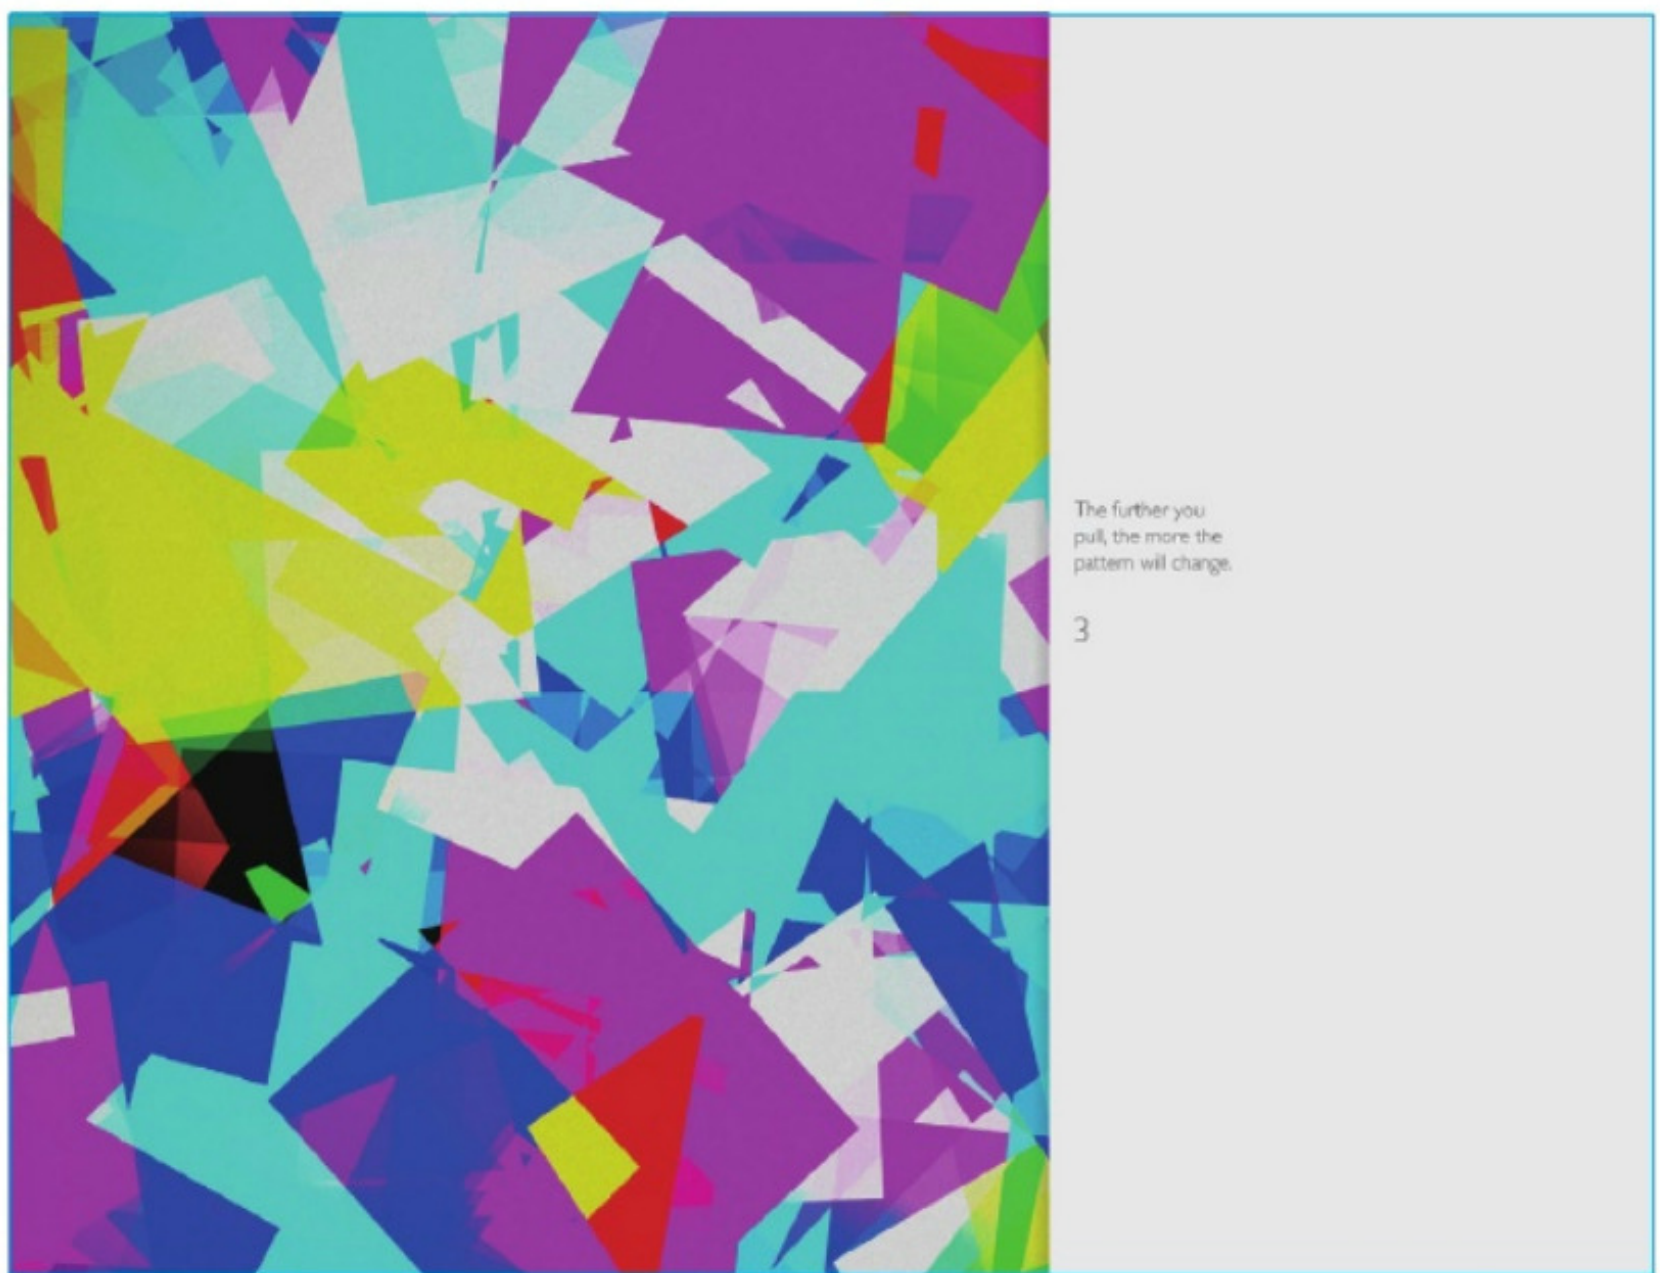 The further you
pull, the more the
pattern will change.
3